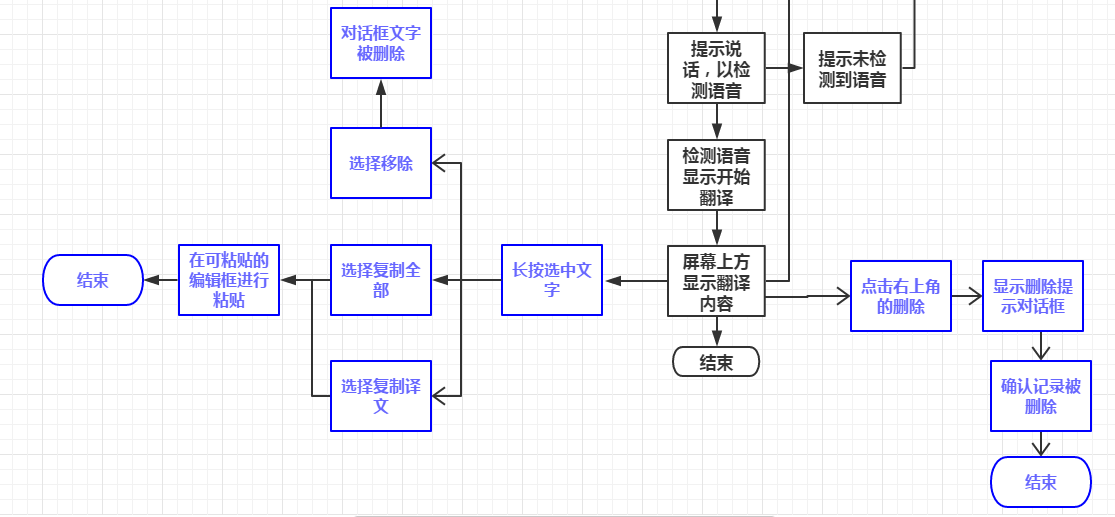 对话框文字
被删除
提示说
话，以检
测语音
提示未检
测到语音
选择移除
检测语音
显示开始
翻译
结束
在可粘贴的
编辑框进行
粘贴
选择复制全
部
长按选中文
字
屏幕上方
显示翻译
内容
点击右上角
的删除
显示删除提
示对话框
结束
选择复制译
文
确认记录被
删除
结束